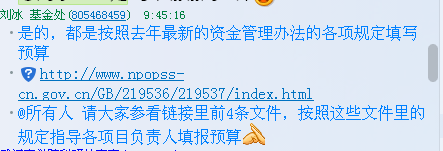 刘冰 基金处(805468459) 9:45:16
是的，都是按照去年最新的资金管理办法的各项规定填写
预算
http://www.npopss-
cn.gov.cn/GB/219536/219537/index.html
@所有人 请大家参看链接里前4条文件，按照这些文件里的
规定指导各项目负责人填报预算